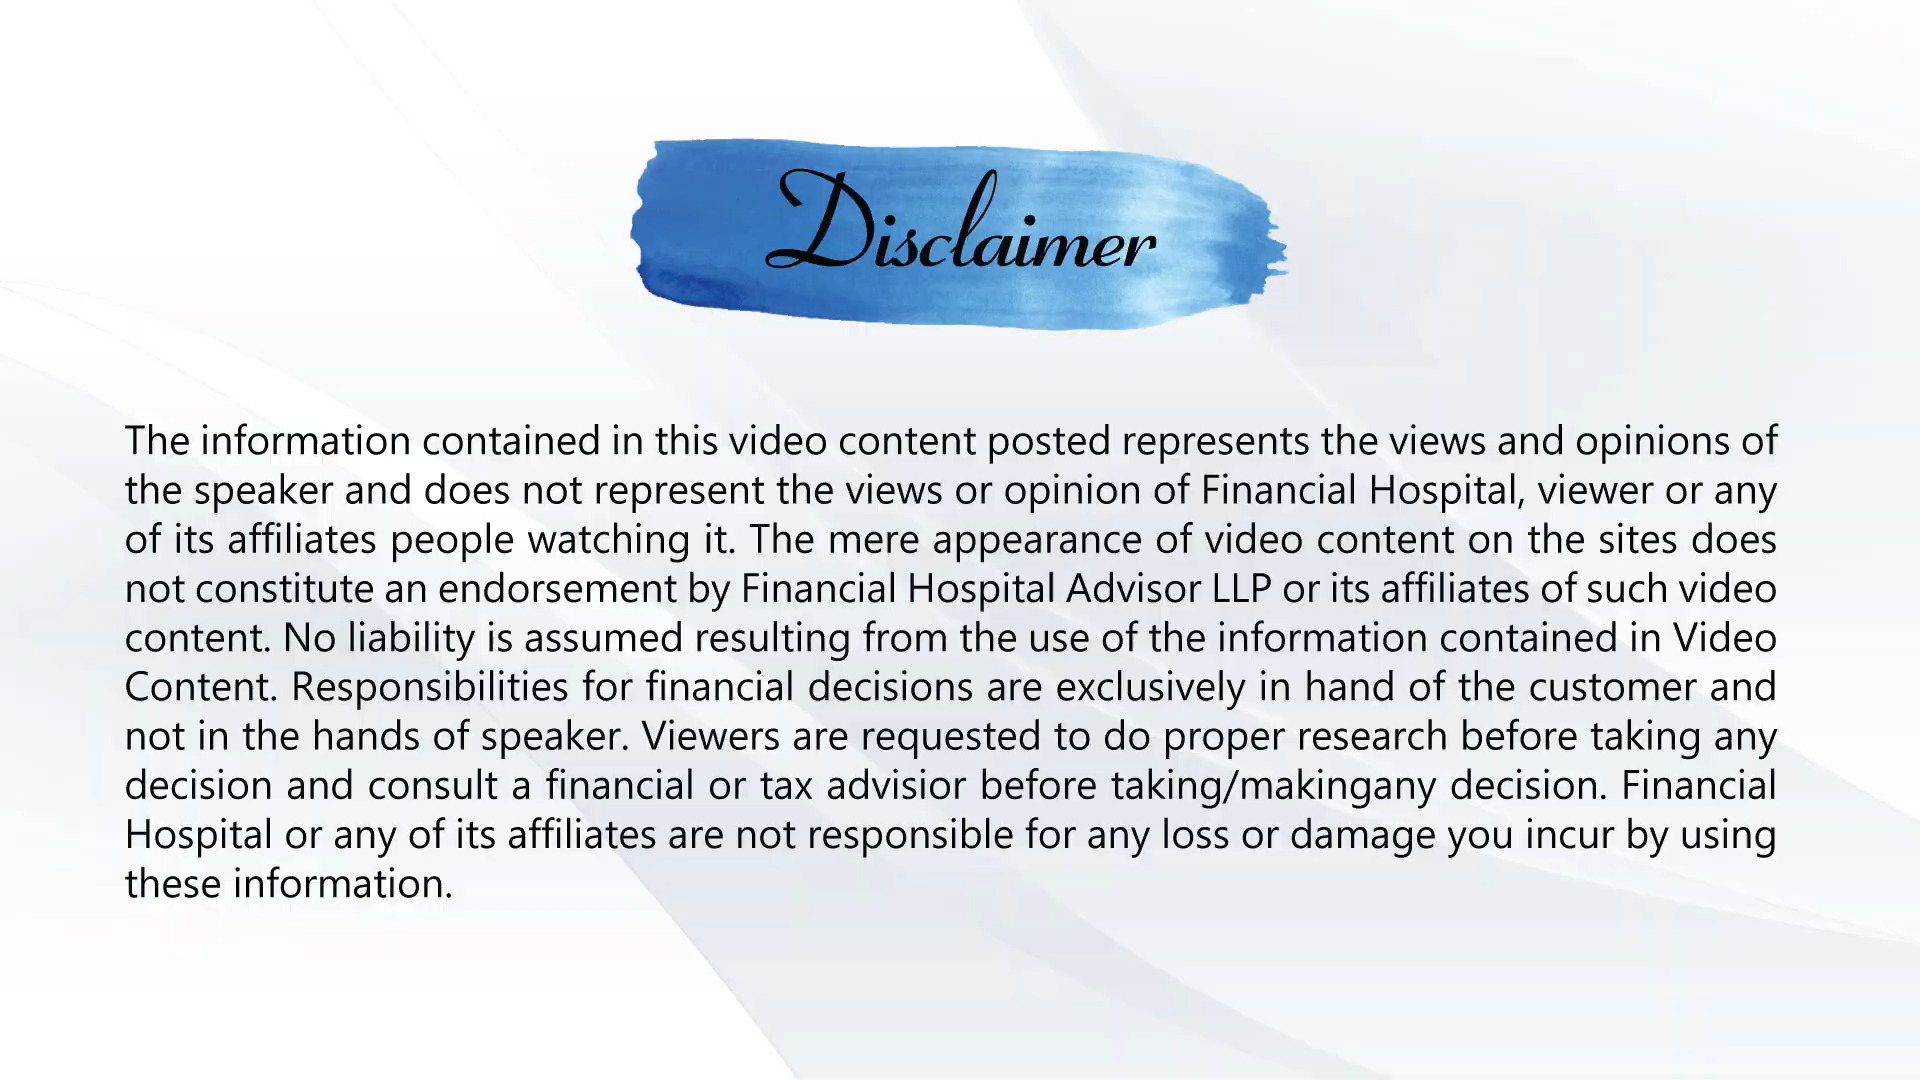 Disclaimer
The information contained in this video content posted represents the views and opinions of
the speaker and does not represent the views or opinion of Financial Hospital, viewer or any
of its affiliates people watching it. The mere appearance of video content on the sites does
not constitute an endorsement by Financial Hospital Advisor LLP or its affiliates of such video
content. No liability is assumed resulting from the use of the information contained in Video
Content. Responsibilities for financial decisions are exclusively in hand of the customer and
not in the hands of speaker. Viewers are requested to do proper research before taking any
decision and consult a financial or tax advisior before taking/makingany decision. Financial
Hospital or any of its affiliates are not responsible for any loss or damage you incur by using
these information.